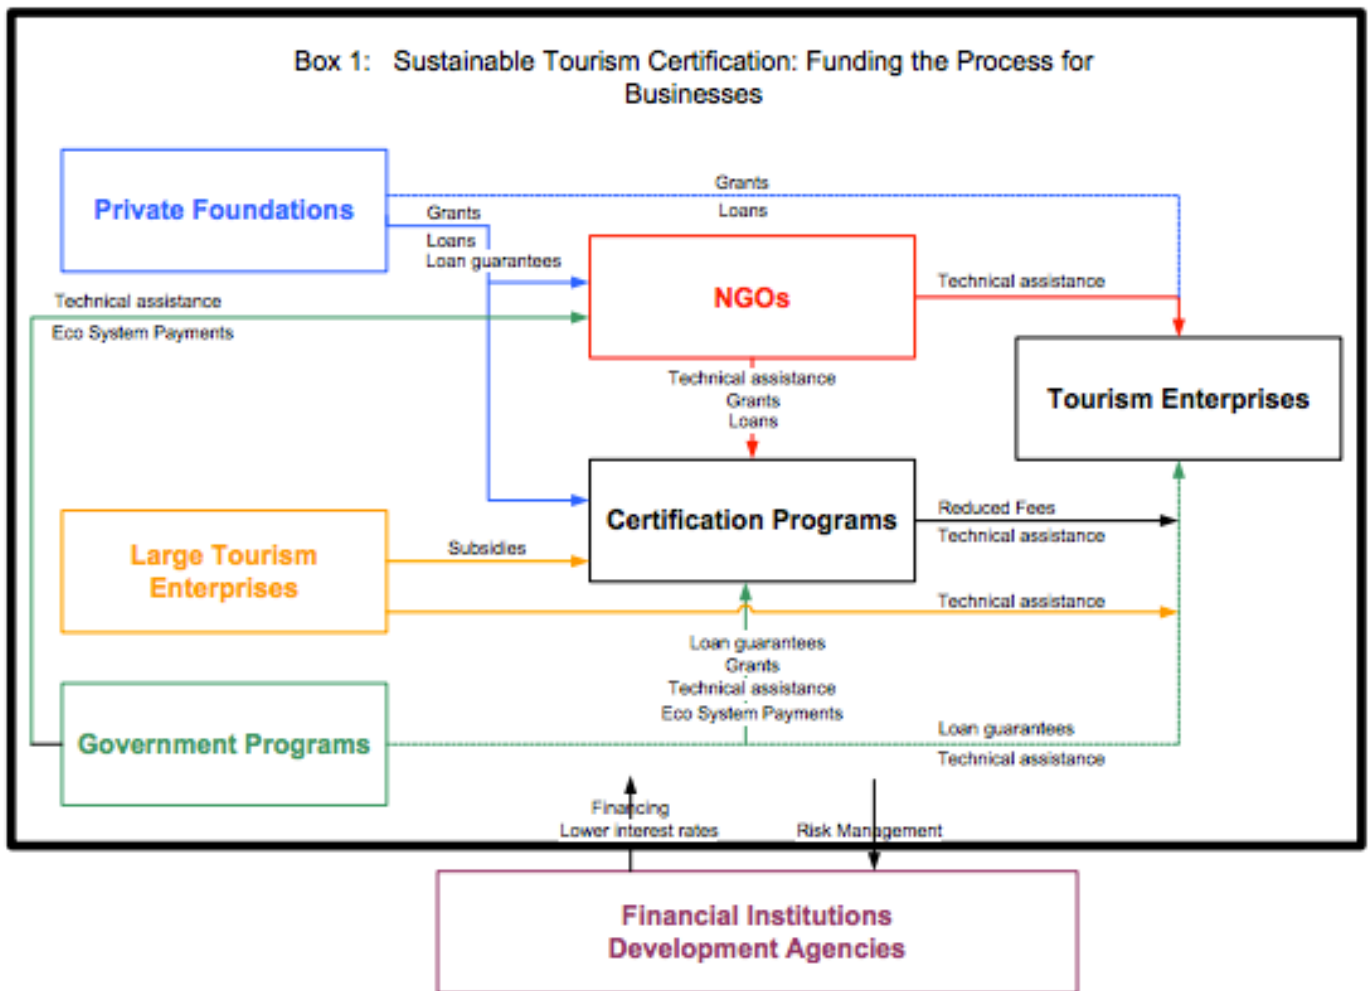 Box 1: Sustainable Tourism Certification: Funding the Process for
Businesses
Private Foundations
Grants
Loans
Grants
Loans
Loan guarantees
NGOs
Technical assistance
Technical assistance
Eco System Payments
Technical assistance
Grants
Loans
Tourism Enterprises
Certification Programs
Reduced Fees
Technical assistance
Large Tourism
Enterprises
Subsidies
Technical assistance
Loan guarantees
Grants
Technical assistance
Eco System Payments
Government Programs
Loan guarantees
Technical assistance
Financing
Lower interest rates
Risk Management
Financial Institutions
Development Agencies